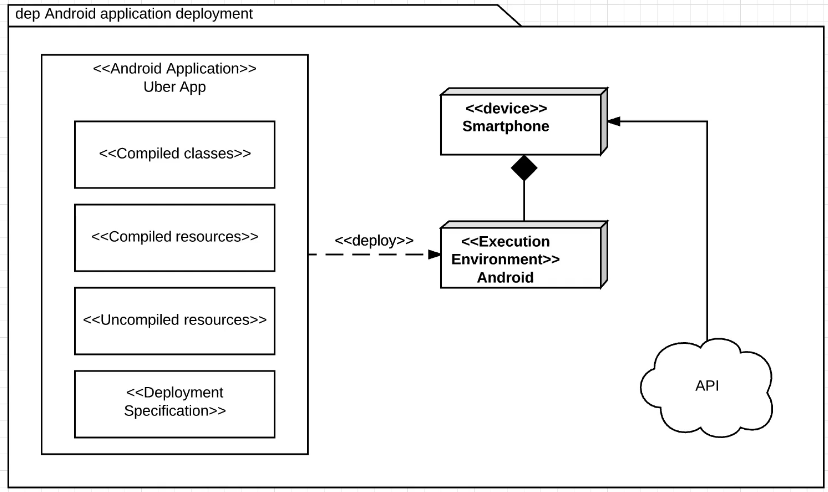 dep Android application deployment
<<Android Application>>
Uber App
<<Compiled classes>>
<<Compiled resources>>
<<Uncompiled resources>>
<<Deployment
Specification>>
<<deploy>>
<<device>>
Smartphone
<<Execution
Environment>>
Android
API